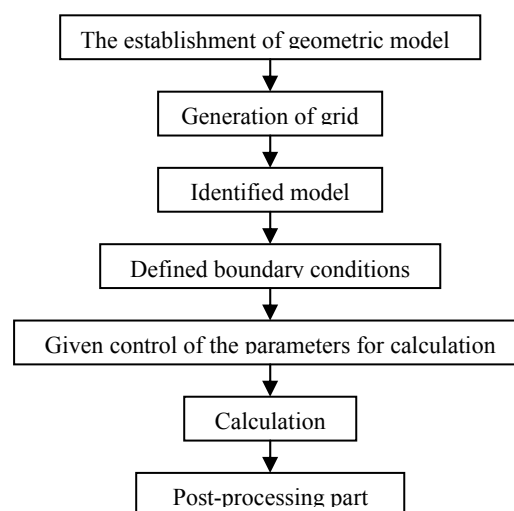 The establishment of geometric model
Generation of grid
Identified model
Defined boundary conditions
Given control of the parameters for calculation
Calculation
Post-processing part